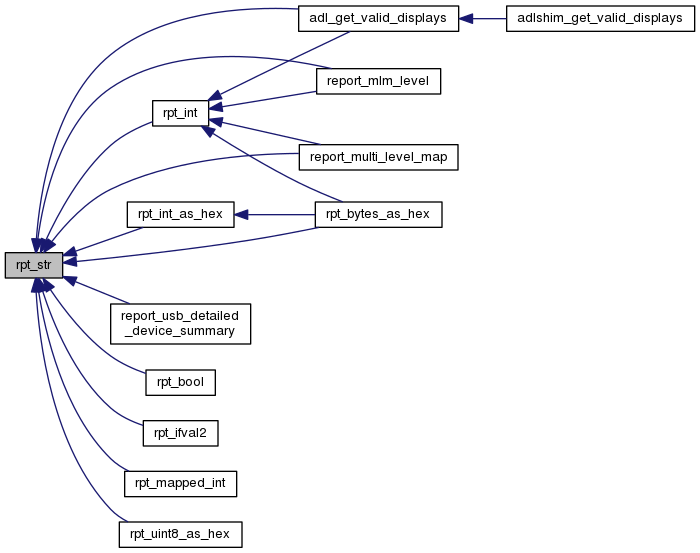 adl_get_valid_displays
adlshim_get_valid_displays
report_mlm_level
rpt_int
report_multi_level_map
rpt_int_as_hex
rpt_bytes_as_hex
rpt_str
report_usb_detailed
_device_summary
rpt_bool
rpt_ifval2
rpt_mapped_int
rpt_uint8_as_hex